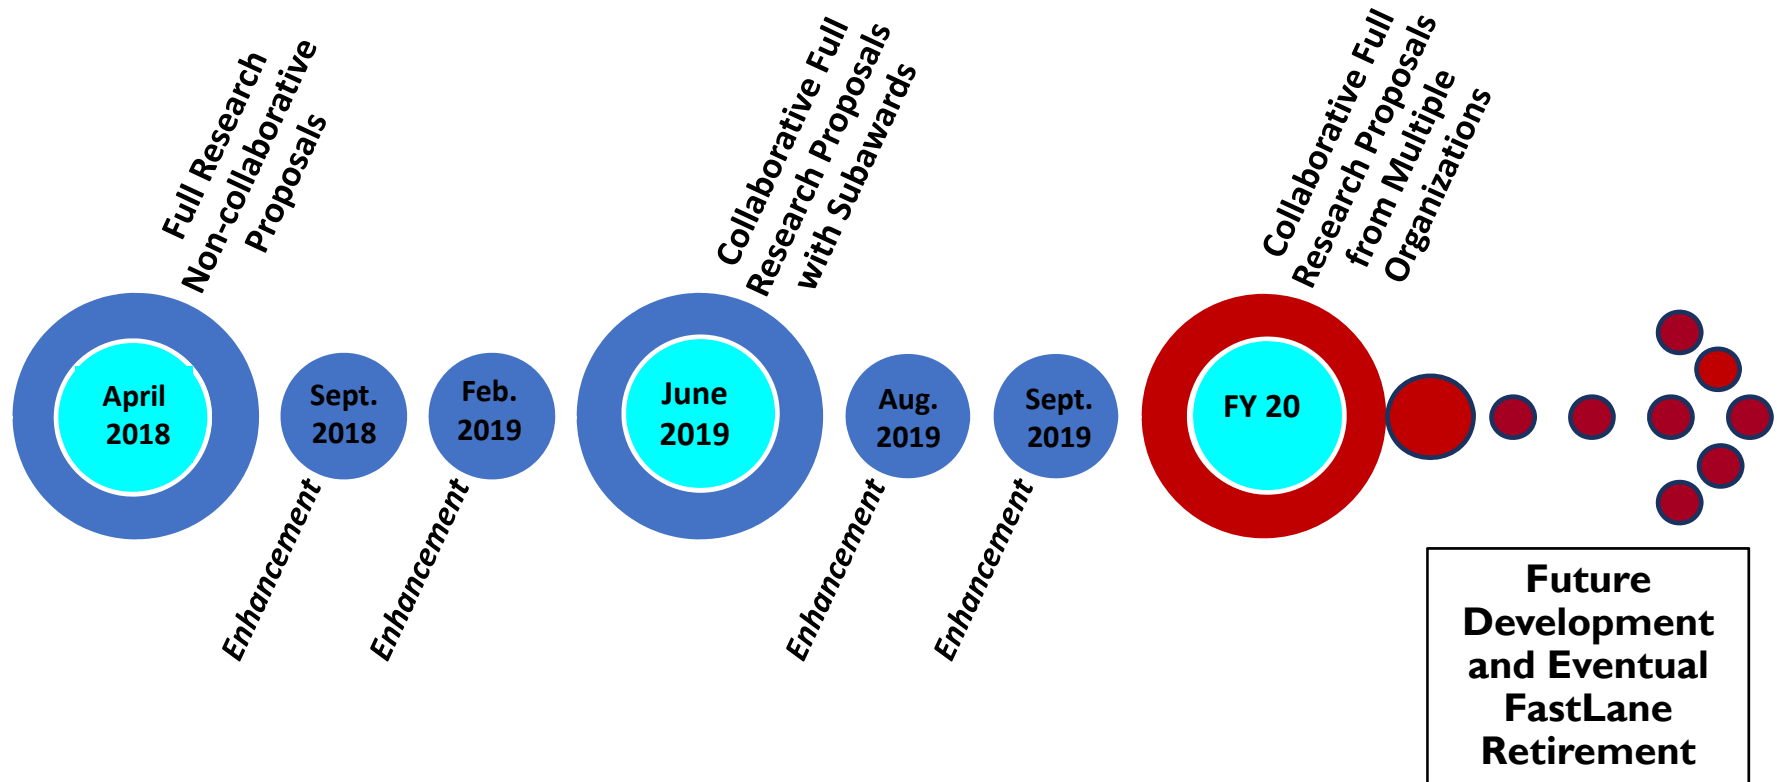 Full Research
Non-collaborative
Proposals
April
2018
Sept.
2018
Enhancement
Feb.
2019
Enhancement
Collaborative Full
Research Proposals
with Subawards
June
2019
Aug.
2019
Enhancement
Sept.
2019
Enhancement
Collaborative Full
Research Proposals
from Multiple
Organizations
FY 20
Future
Development
and Eventual
FastLane
Retirement